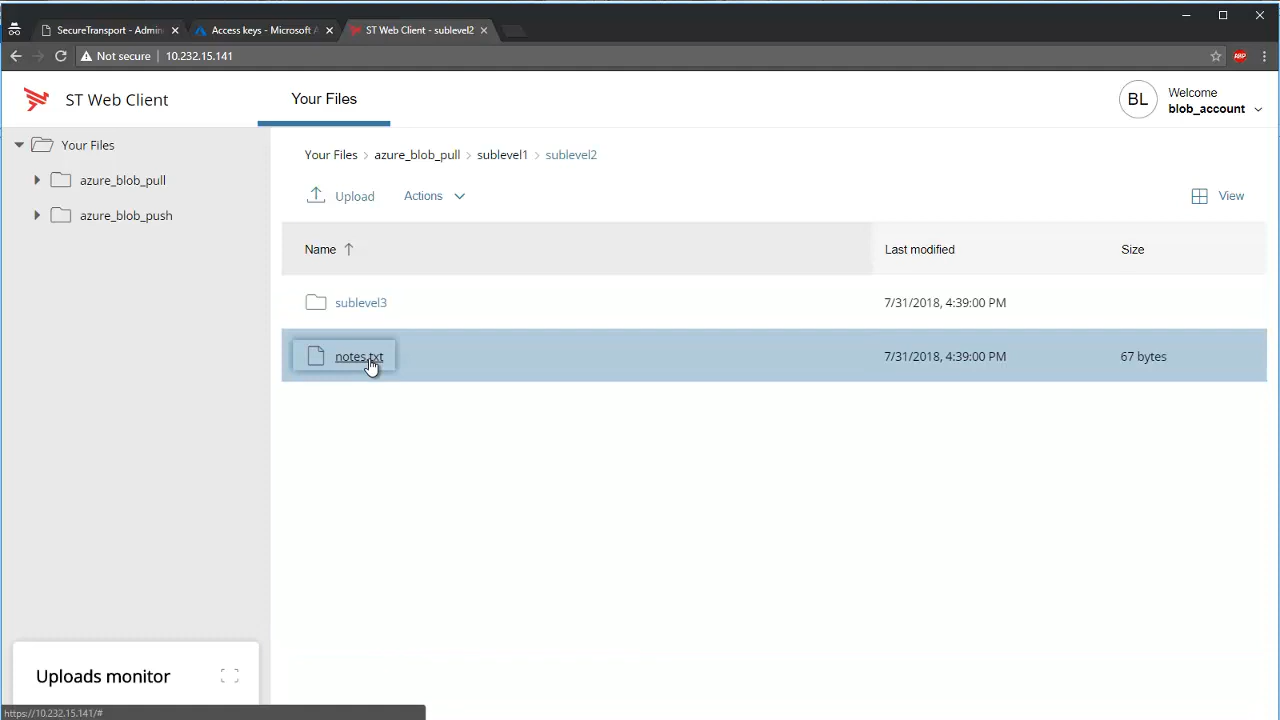 SecureTransport - Admin
Access keys - Microsoft A
ST Web Client - sublevel2
Not secure
10.232.15.141
ABP
ST Web Client
Your Files
BL
Welcome
blob_account
Your Files
azure_blob_pull
azure_blob_push
Your Files > azure_blob_pull > sublevel1 > sublevel2
Upload
Actions
View
Name
Last modified
Size
sublevel3
7/31/2018, 4:39:00 PM
notes.txt
7/31/2018, 4:39:00 PM
67 bytes
Uploads monitor
https://10.232.15.141/#